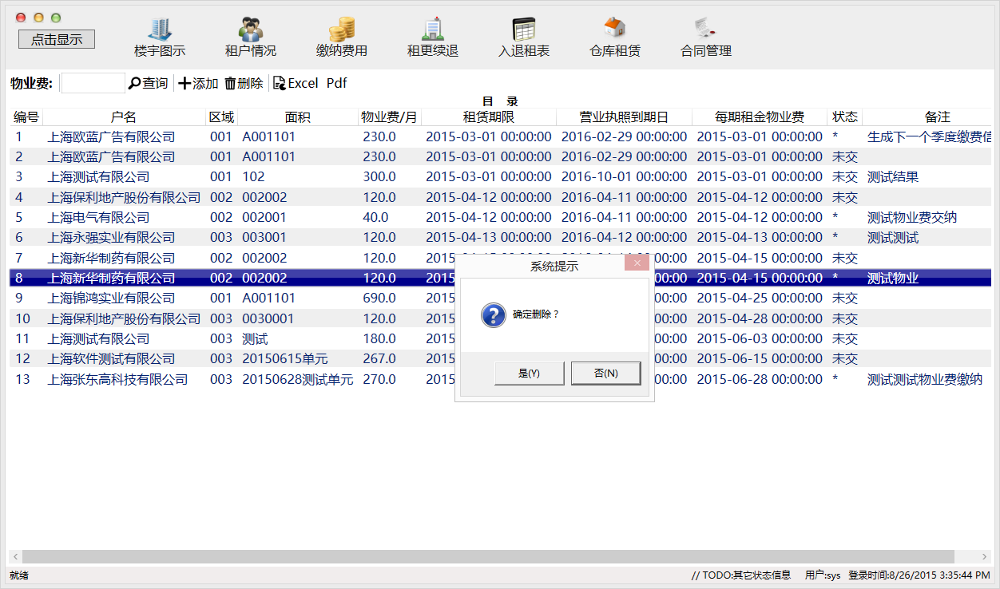 点击显示
楼宇图示 租户情况 缴纳费用 租更续退 入退租表 仓库租赁 合同管理
物业费: 查询 添加 删除 Excel Pdf
目 录
编号 户名 区域 面积 物业费/月 租赁期限 营业执照到期日 每期租金物业费 状态 备注
1 上海欧蓝广告有限公司 001 A001101 230.0 2015-03-01 00:00:00 2016-02-29 00:00:00 2015-03-01 00:00:00 * 生成下一个季度缴费信
2 上海欧蓝广告有限公司 001 A001101 230.0 2015-03-01 00:00:00 2016-02-29 00:00:00 2015-03-01 00:00:00 未交
3 上海测试有限公司 001 102 300.0 2015-03-01 00:00:00 2016-10-01 00:00:00 2015-03-01 00:00:00 未交 测试结果
4 上海保利地产股份有限公司 002 002002 120.0 2015-04-12 00:00:00 2016-04-11 00:00:00 2015-04-12 00:00:00 未交
5 上海电气有限公司 002 002001 40.0 2015-04-12 00:00:00 2016-04-11 00:00:00 2015-04-12 00:00:00 * 测试物业费交纳
6 上海永强实业有限公司 003 003001 120.0 2015-04-13 00:00:00 2016-04-12 00:00:00 2015-04-13 00:00:00 * 测试测试
7 上海新华制药有限公司 002 002002 120.0 2015 00:00 2015-04-15 00:00:00 未交
8 上海新华制药有限公司 002 002002 120.0 2015 00:00 2015-04-15 00:00:00 * 测试物业
9 上海锦鸿实业有限公司 001 A001101 690.0 2015 00:00 2015-04-25 00:00:00 未交
10 上海保利地产股份有限公司 003 0030001 120.0 2015 00:00 2015-04-28 00:00:00 未交
11 上海测试有限公司 003 测试 180.0 2015 00:00 2015-06-03 00:00:00 未交
12 上海软件测试有限公司 003 20150615单元 267.0 2015 00:00 2015-06-15 00:00:00 未交
13 上海张东高科技有限公司 003 20150628测试单元 270.0 2015 00:00 2015-06-28 00:00:00 * 测试测试物业费缴纳
系统提示
确定删除？
是(Y) 否(N)
就绪 // TODO:其它状态信息 用户:sys 登录时间:8/26/2015 3:35:44 PM